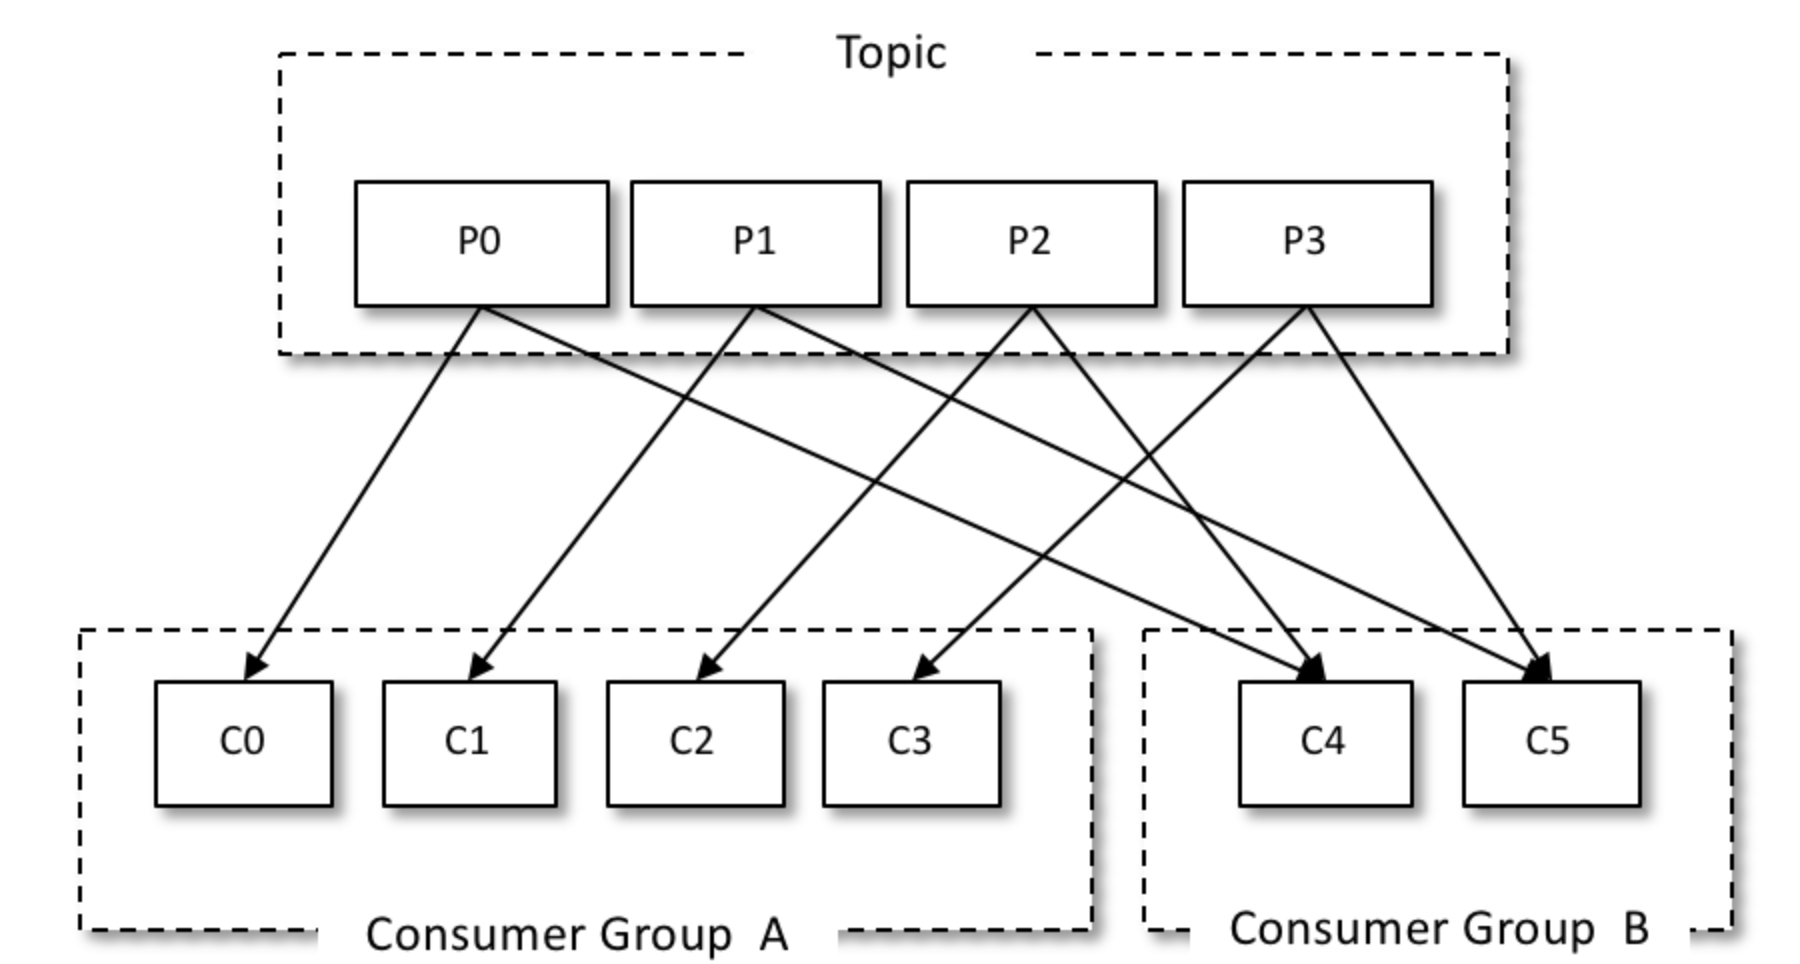 Topic
P0
P1
P2
P3
C0
C1
C2
C3
C4
C5
Consumer Group A
Consumer Group B